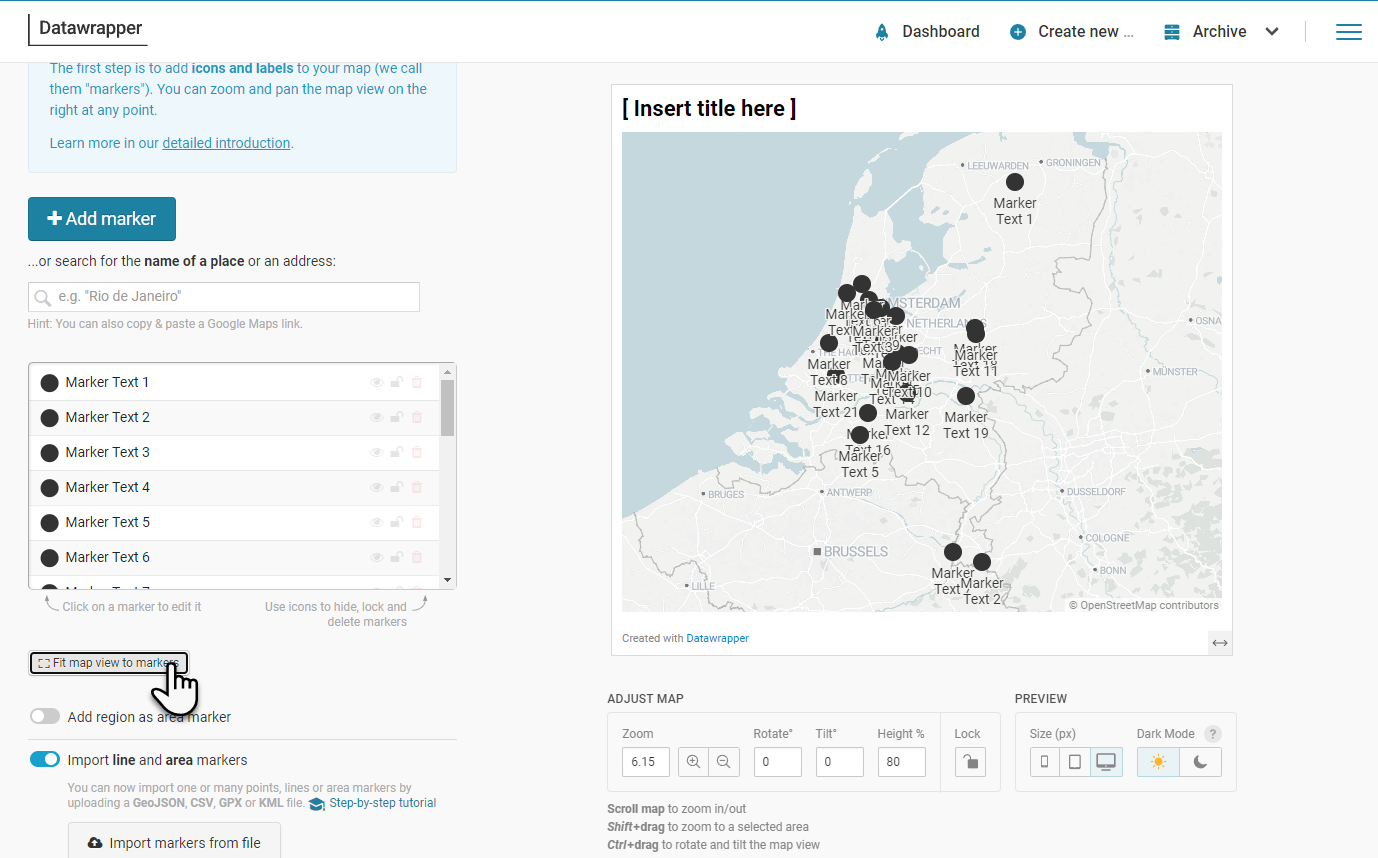 Datawrapper
Dashboard
Create new ...
Archive
The first step is to add icons and labels to your map (we call
them "markers"). You can zoom and pan the map view on the
right at any point.
Learn more in our detailed introduction.
Add marker
...or search for the name of a place or an address:
e.g. "Rio de Janeiro"
Hint: You can also copy & paste a Google Maps link.
Marker Text 1
Marker Text 2
Marker Text 3
Marker Text 4
Marker Text 5
Marker Text 6
Click on a marker to edit it
Use icons to hide, lock and
delete markers
Fit map view to markers
Add region as area marker
Import line and area markers
You can now import one or many points, lines or area markers by
uploading a GeoJSON, CSV, GPX or KML file. Step-by-step tutorial
Import markers from file
[ Insert title here ]
LEEUWARDEN
GRONINGEN
Marker
Text 1
MSTERDAM
NETHERLAN
OSNA
THE HA
ECHT
MÜNSTER
Marker
Text 11
Marker
Text 8
Marker
Text 21
Marker
Text 12
Marker
Text 19
Text 16
Marker
Text 5
BRUGES
ANTWERP
DUSSELDORF
COLOGNE
BRUSSELS
BONN
LILLE
Marker
Text
Marker
Text 2
© OpenStreetMap contributors
Created with Datawrapper
ADJUST MAP
Zoom
Rotate°
Tilt°
Height %
Lock
6.15
0
0
80
Scroll map to zoom in/out
Shift+drag to zoom to a selected area
Ctrl+drag to rotate and tilt the map view
PREVIEW
Size (px)
Dark Mode
?